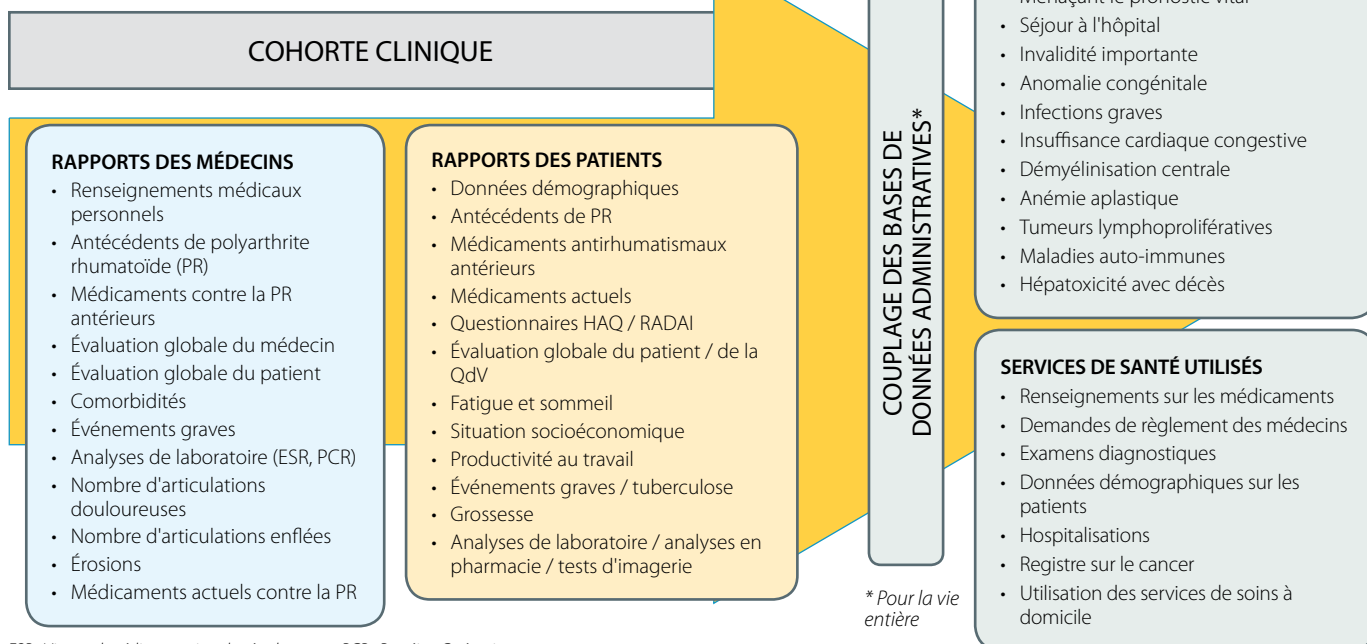 COHORTE CLINIQUE
RAPPORTS DES MÉDECINS
• Renseignements médicaux
personnels
• Antécédents de polyarthrite
rhumatoïde (PR)
• Médicaments contre la PR
antérieurs
• Évaluation globale du médecin
• Évaluation globale du patient
• Comorbidités
• Événements graves
• Analyses de laboratoire (ESR, PCR)
• Nombre d'articulations
douloureuses
• Nombre d'articulations enflées
• Érosions
• Médicaments actuels contre la PR
RAPPORTS DES PATIENTS
• Données démographiques
• Antécédents de PR
• Médicaments antirhumatismaux
antérieurs
• Médicaments actuels
• Questionnaires HAQ / RADAI
• Évaluation globale du patient / de la
QdV
• Fatigue et sommeil
• Situation socioéconomique
• Productivité au travail
• Événements graves / tuberculose
• Grossesse
• Analyses de laboratoire / analyses en
pharmacie / tests d'imagerie
COUPLAGE DES BASES DE
DONNÉES ADMINISTRATIVES*
* Pour la vie
entière
• Menaçant le pronostic vital
• Séjour à l'hôpital
• Invalidité importante
• Anomalie congénitale
• Infections graves
• Insuffisance cardiaque congestive
• Démyélinisation centrale
• Anémie aplastique
• Tumeurs lymphoprolifératives
• Maladies auto-immunes
• Hépatoxicité avec décès
SERVICES DE SANTÉ UTILISÉS
• Renseignements sur les médicaments
• Demandes de règlement des médecins
• Examens diagnostiques
• Données démographiques sur les
patients
• Hospitalisations
• Registre sur le cancer
• Utilisation des services de soins à
domicile